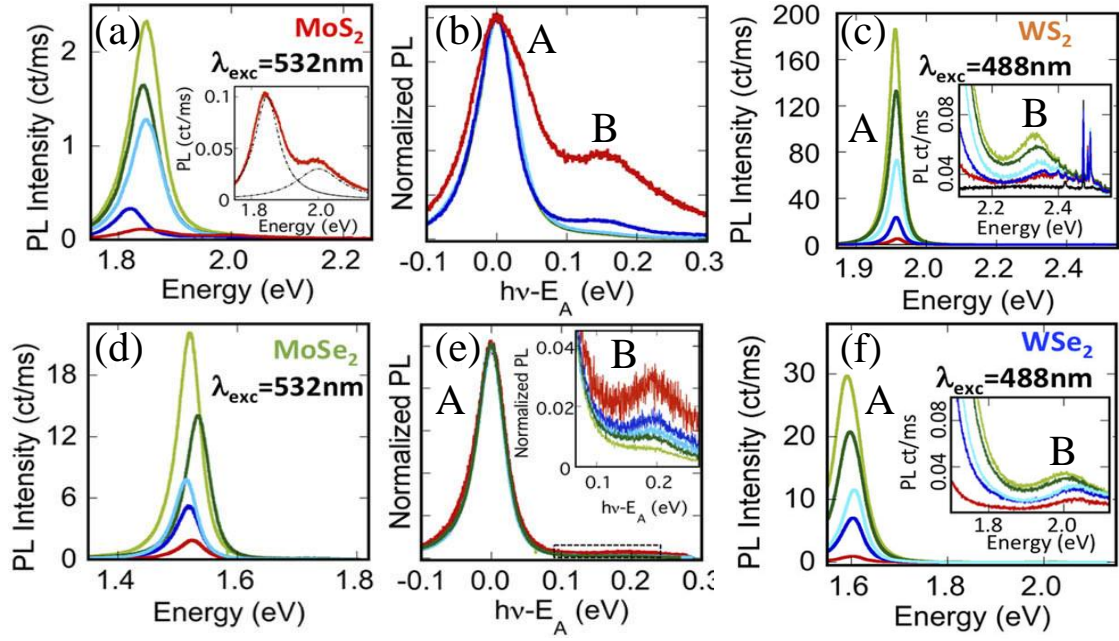 (a)
MoS2
λexc=532nm
PL Intensity (ct/ms)
2
1
0
1.8
2.0
2.2
Energy (eV)
PL (ct/ms)
0.1
0.05
0
1.8
2.0
Energy (eV)
(b)
A
B
Normalized PL
-0.1
0.0
0.1
0.2
0.3
hν-EA (eV)
(c)
WS2
λexc=488nm
A
PL Intensity (ct/ms)
200
160
120
80
40
0
1.9
2.1
2.3
2.5
Energy (eV)
B
PL ct/ms
0.08
0.04
2.2
2.4
2.6
Energy (eV)
(d)
MoSe2
λexc=532nm
PL Intensity (ct/ms)
18
12
6
0
1.4
1.6
1.8
Energy (eV)
(e)
A
Normalized PL
-0.1
0.0
0.1
0.2
0.3
hν-EA (eV)
B
Normalized PL
0.04
0.02
0
0.1
0.2
hν-EA (eV)
(f)
WSe2
λexc=488nm
A
PL Intensity (ct/ms)
30
20
10
0
1.6
1.8
2.0
Energy (eV)
B
PL ct/ms
0.08
0.04
1.8
2.0
Energy (eV)